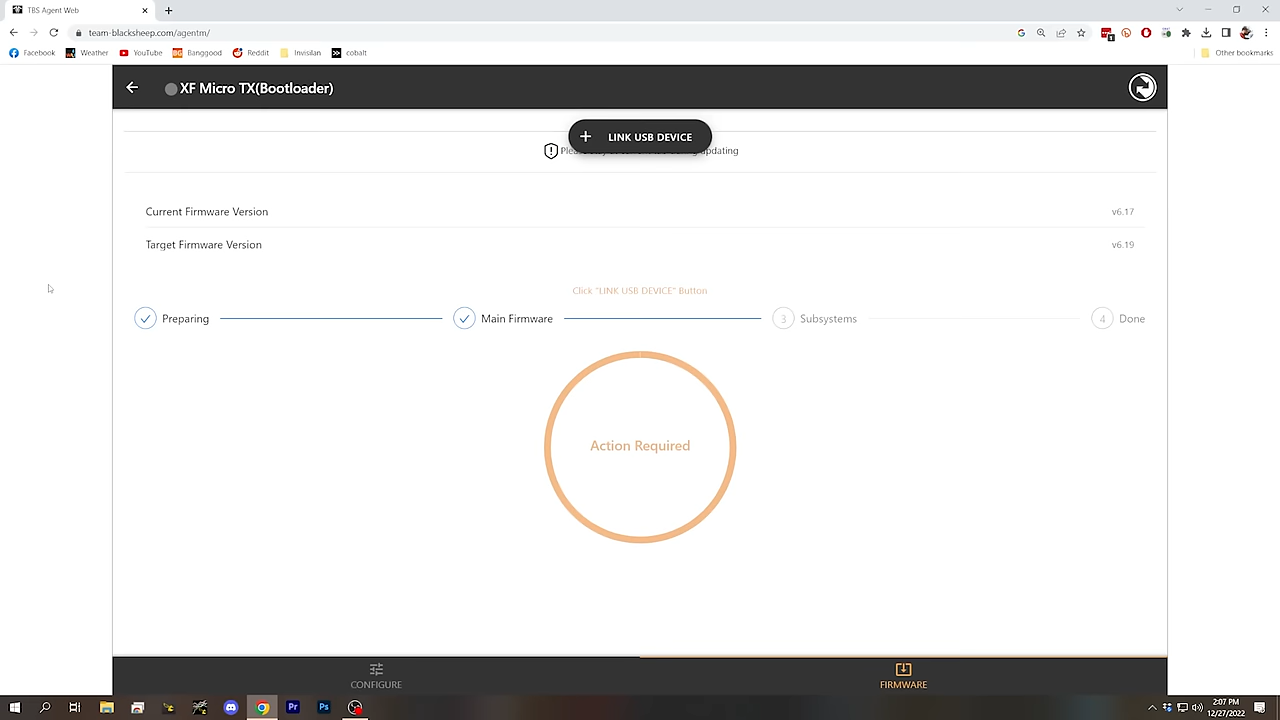 TBS Agent Web
team-blacksheep.com/agentm/
Facebook
Weather
YouTube
Banggood
Reddit
Invisilan
cobalt
Other bookmarks
XF Micro TX(Bootloader)
LINK USB DEVICE
updating
Current Firmware Version
v6.17
Target Firmware Version
v6.19
Click "LINK USB DEVICE" Button
Preparing
Main Firmware
3 Subsystems
4 Done
Action Required
CONFIGURE
FIRMWARE
2:07 PM
12/27/2022